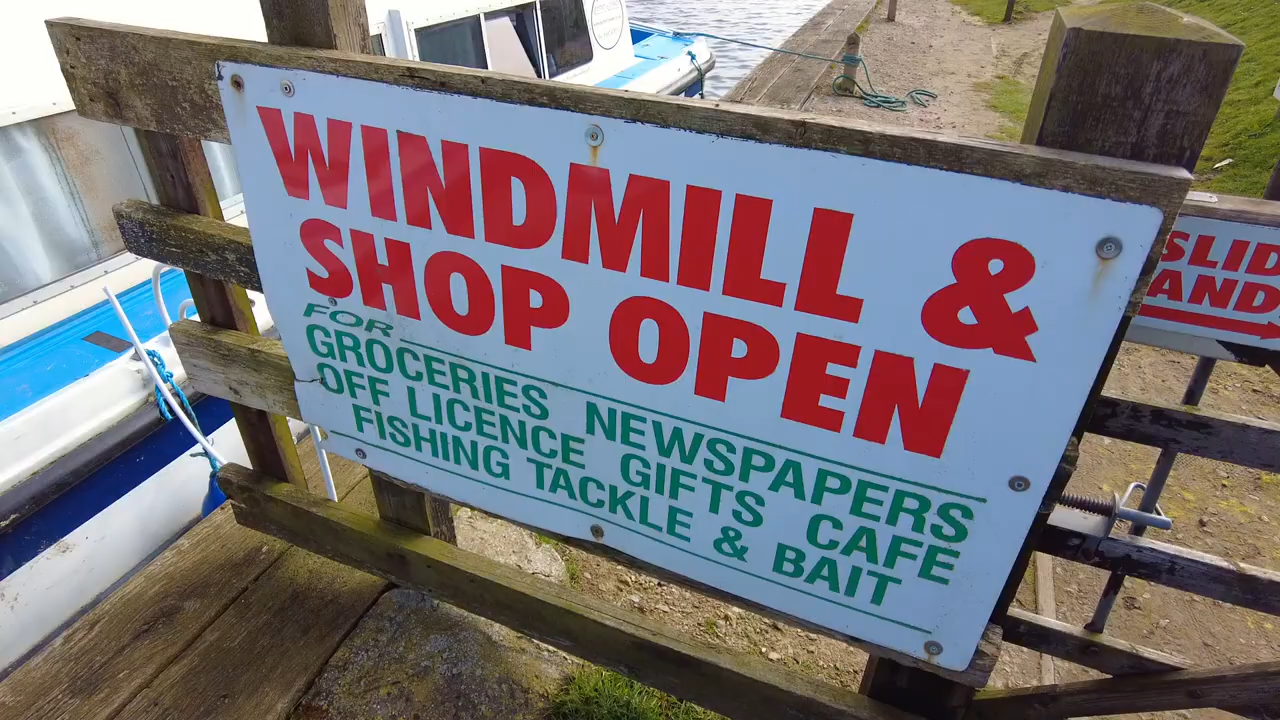 WINDMILL &
SHOP OPEN
FOR
GROCERIES NEWSPAPERS
OFF LICENCE GIFTS CAFE
FISHING TACKLE & BAIT
SLID
AND